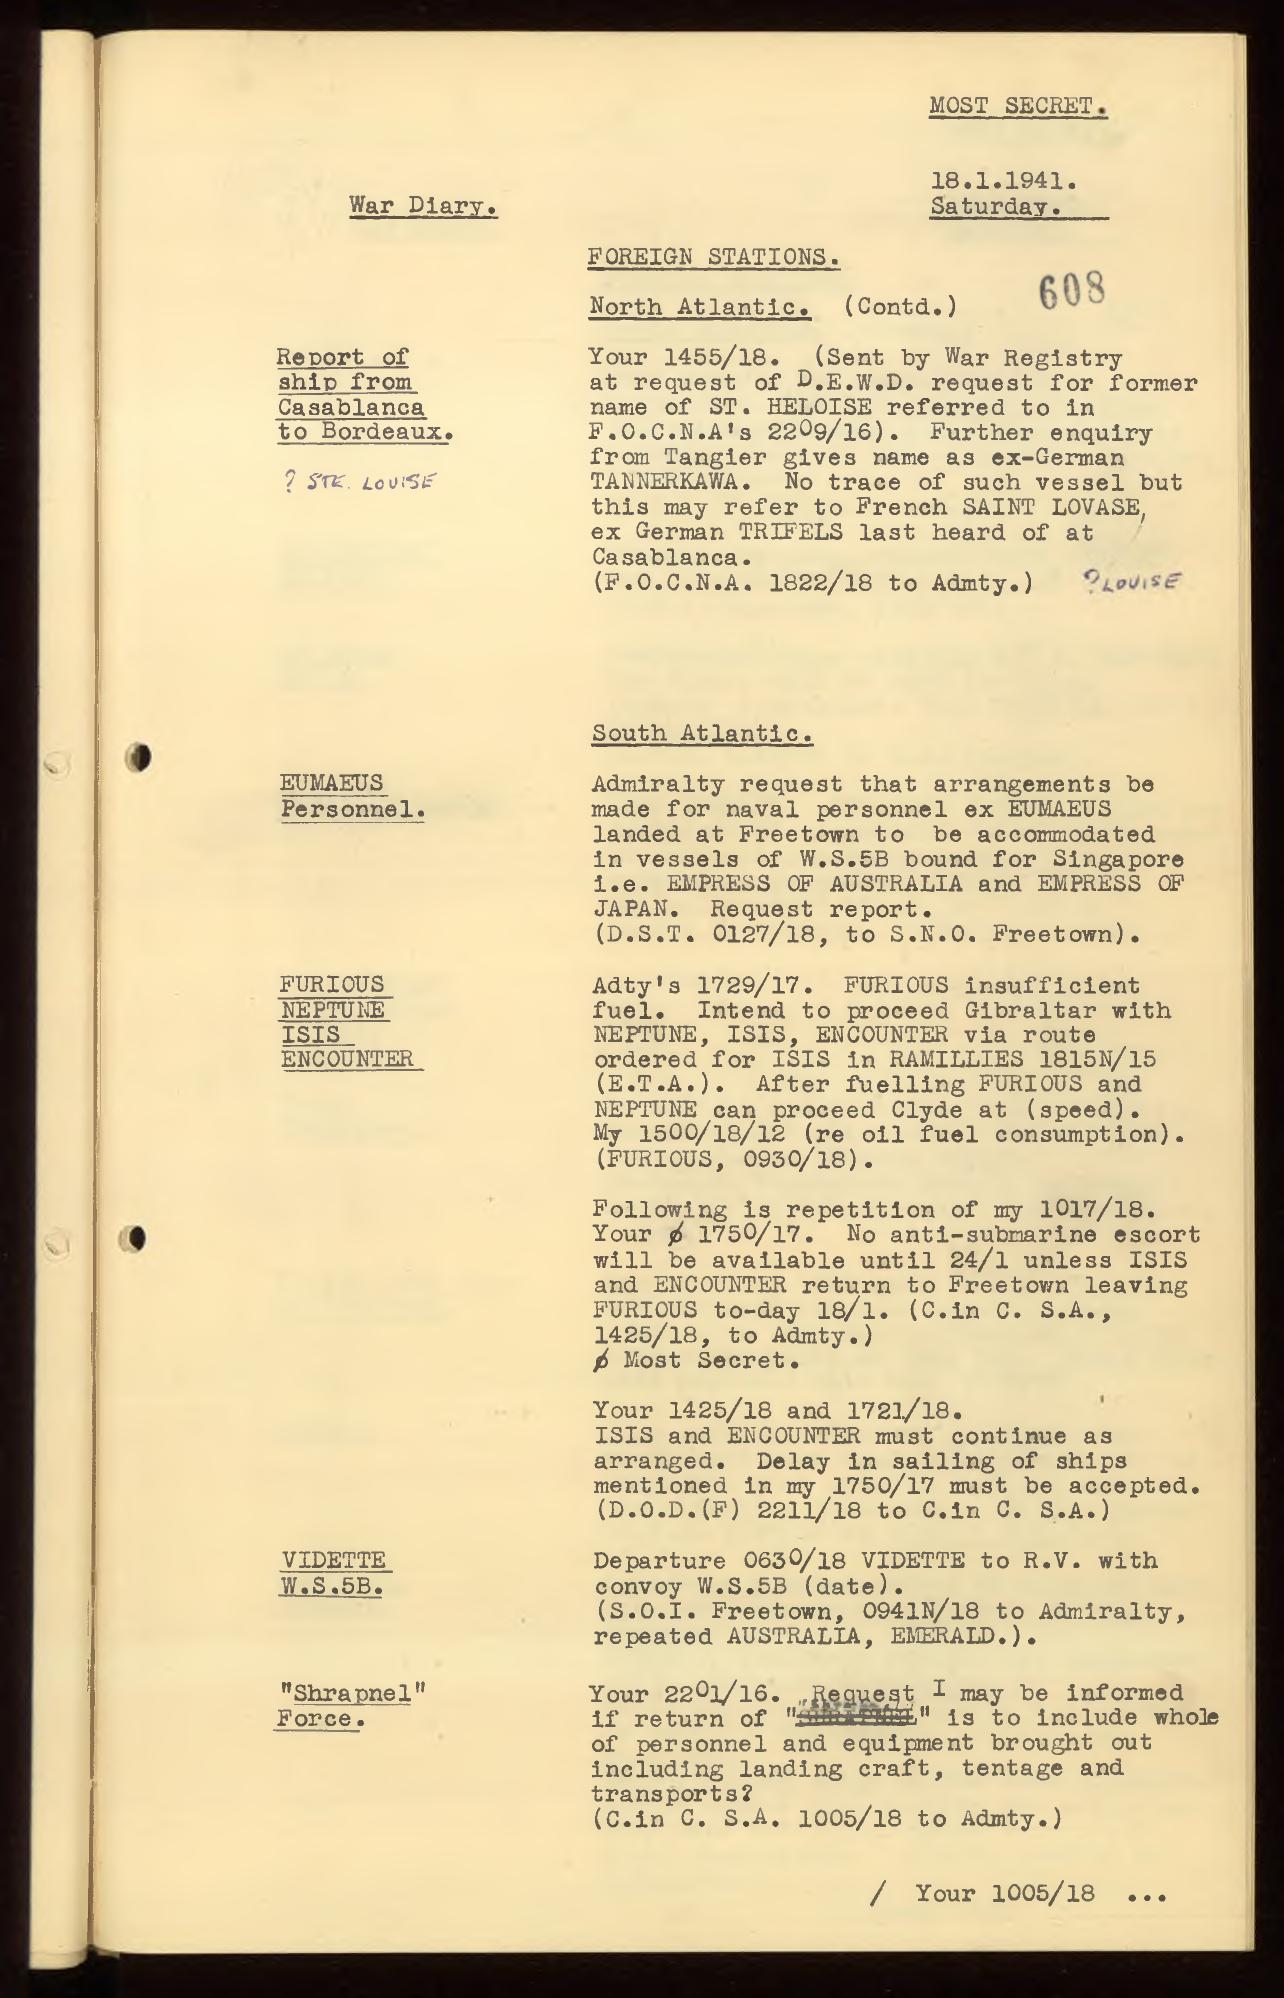 MOST SECRET.
18.1.1941.
War Diary.
Saturday.
FOREIGN STATIONS.
608
North Atlantic. (Contd.)
Report of
ship from
Casablanca
to Bordeaux.
? STE. LOUISE
Your 1455/18. (Sent by War Registry
at request of D.E.W.D. request for former
name of ST. HELOISE referred to in
F.O.C.N.A's 2209/16). Further enquiry
from Tangier gives name as ex-German
TANNERKAWA. No trace of such vessel but
this may refer to French SAINT LOVASE,
ex German TRIFELS last heard of at
Casablanca.
(F.O.C.N.A. 1822/18 to Admty.)
? LOUISE
South Atlantic.
EUMAEUS
Personnel.
Admiralty request that arrangements be
made for naval personnel ex EUMAEUS
landed at Freetown to be accommodated
in vessels of W.S.5B bound for Singapore
i.e. EMPRESS OF AUSTRALIA and EMPRESS OF
JAPAN. Request report.
(D.S.T. 0127/18, to S.N.O. Freetown).
FURIOUS
NEPTUNE
ISIS
ENCOUNTER
Adty's 1729/17. FURIOUS insufficient
fuel. Intend to proceed Gibraltar with
NEPTUNE, ISIS, ENCOUNTER via route
ordered for ISIS in RAMILLIES 1815N/15
(E.T.A.). After fuelling FURIOUS and
NEPTUNE can proceed Clyde at (speed).
My 1500/18/12 (re oil fuel consumption).
(FURIOUS, 0930/18).
Following is repetition of my 1017/18.
Your ø 1750/17. No anti-submarine escort
will be available until 24/1 unless ISIS
and ENCOUNTER return to Freetown leaving
FURIOUS to-day 18/1. (C.in C. S.A.,
1425/18, to Admty.)
ø Most Secret.
Your 1425/18 and 1721/18.
ISIS and ENCOUNTER must continue as
arranged. Delay in sailing of ships
mentioned in my 1750/17 must be accepted.
(D.O.D.(F) 2211/18 to C.in C. S.A.)
VIDETTE
W.S.5B.
Departure 0630/18 VIDETTE to R.V. with
convoy W.S.5B (date).
(S.O.I. Freetown, 0941N/18 to Admiralty,
repeated AUSTRALIA, EMERALD.).
"Shrapnel"
Force.
Your 2201/16. Request I may be informed
if return of "SHRAPNEL" is to include whole
of personnel and equipment brought out
including landing craft, tentage and
transports?
(C.in C. S.A. 1005/18 to Admty.)
/ Your 1005/18 ...